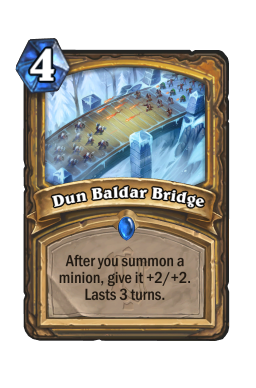 4
Dun Baldar Bridge
After you summon a
minion, give it +2/+2.
Lasts 3 turns.